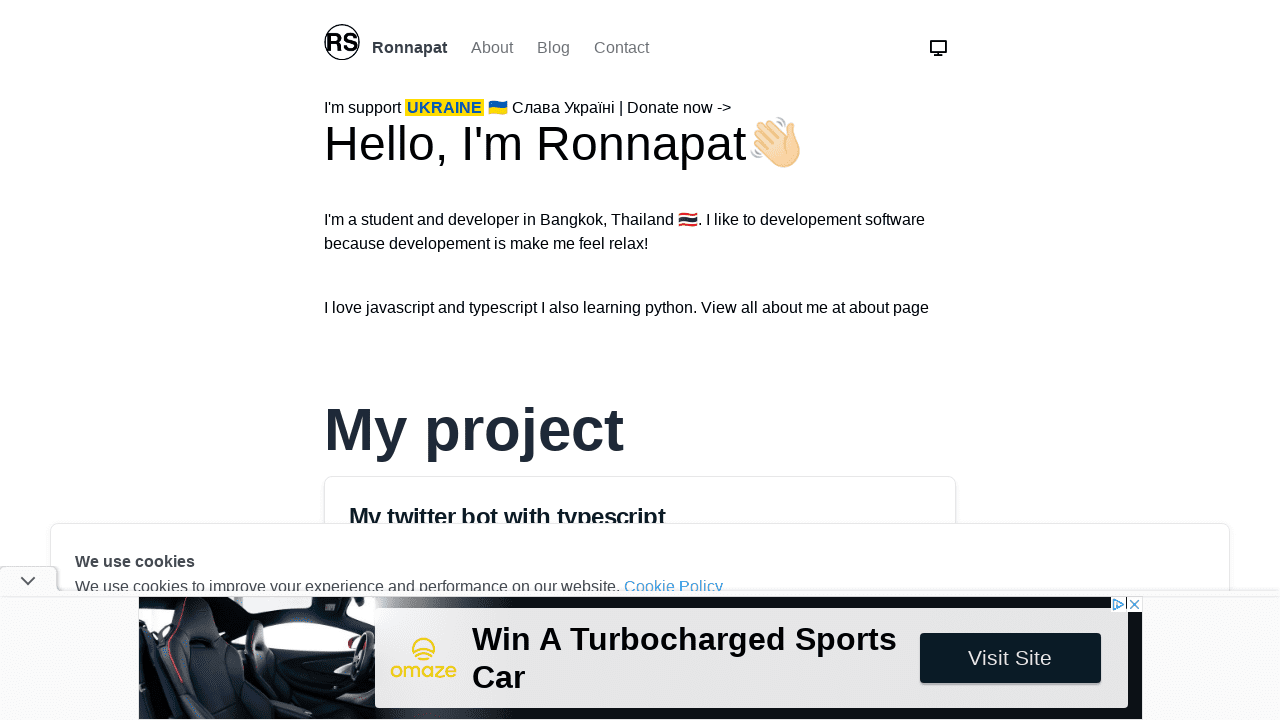 RS Ronnapat About Blog Contact
I'm support UKRAINE 🇺🇦 Слава Україні | Donate now ->
Hello, I'm Ronnapat👋🏻
I'm a student and developer in Bangkok, Thailand 🇹🇭. I like to developement software
because developement is make me feel relax!
I love javascript and typescript I also learning python. View all about me at about page
My project
My twitter bot with typescript
We use cookies
We use cookies to improve your experience and performance on our website. Cookie Policy
omaze
Win A Turbocharged Sports
Car
Visit Site